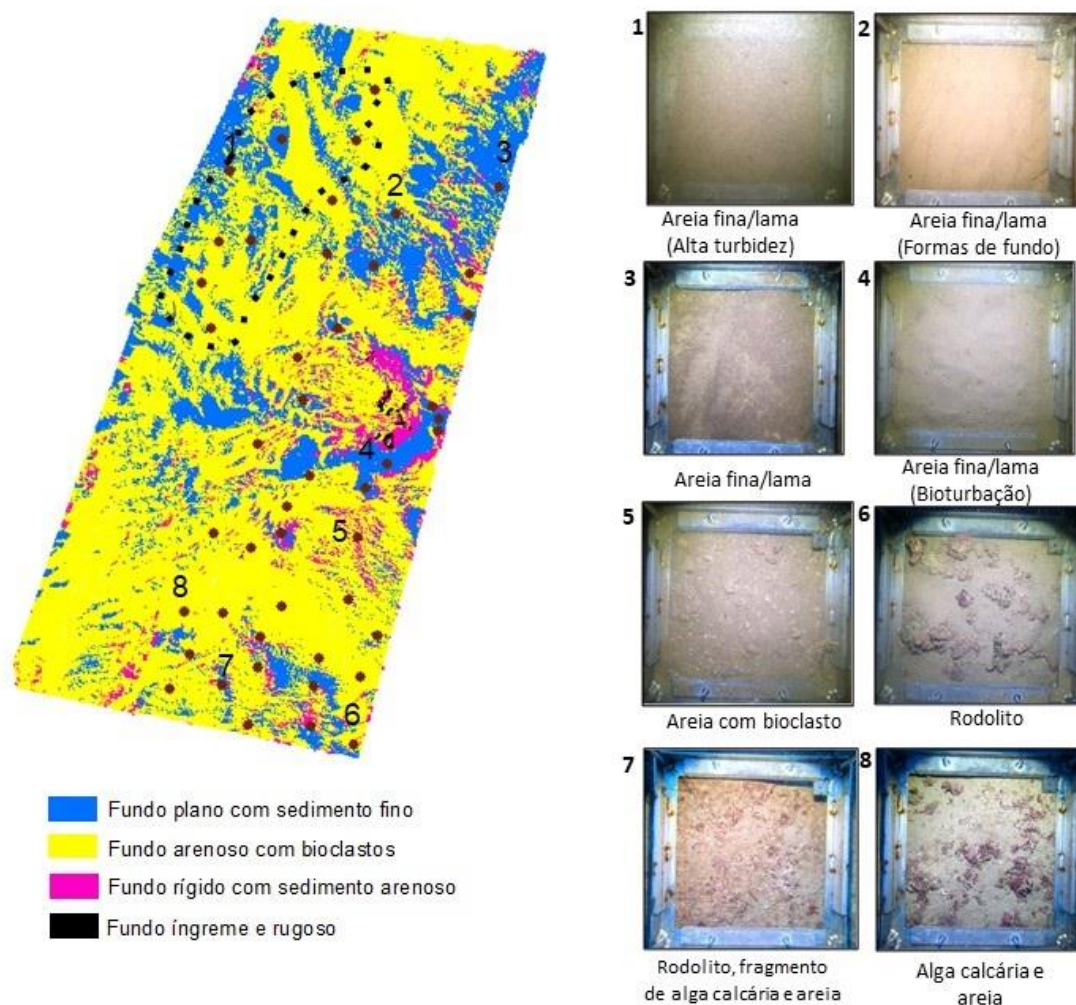 1
2
3
4
5
6
7
8
Fundo plano com sedimento fino
Fundo arenoso com bioclastos
Fundo rígido com sedimento arenoso
Fundo íngreme e rugoso
1
Areia fina/lama
(Alta turbidez)
2
Areia fina/lama
(Formas de fundo)
3
Areia fina/lama
4
Areia fina/lama
(Bioturbação)
5
Areia com bioclasto
6
Rodolito
7
Rodolito, fragmento
de alga calcária e areia
8
Alga calcária e
areia